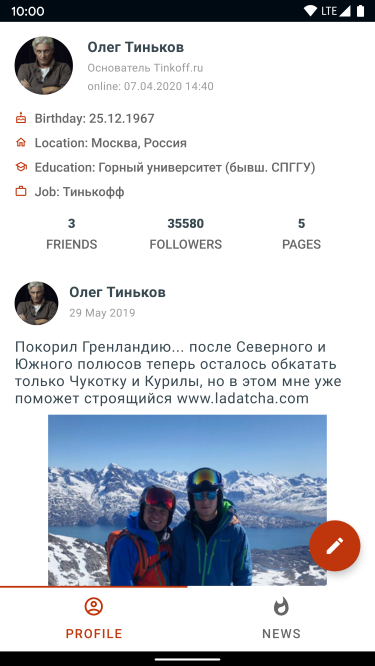 10:00
LTE
Олег Тиньков
Основатель Tinkoff.ru
online: 07.04.2020 14:40
Birthday: 25.12.1967
Location: Москва, Россия
Education: Горный университет (бывш. СПГГУ)
Job: Тинькофф
3 35580 5
FRIENDS FOLLOWERS PAGES
Олег Тиньков
29 May 2019
Покорил Гренландию... после Северного и
Южного полюсов теперь осталось обкатать
только Чукотку и Курилы, но в этом мне уже
поможет строящийся www.ladatcha.com
PROFILE NEWS